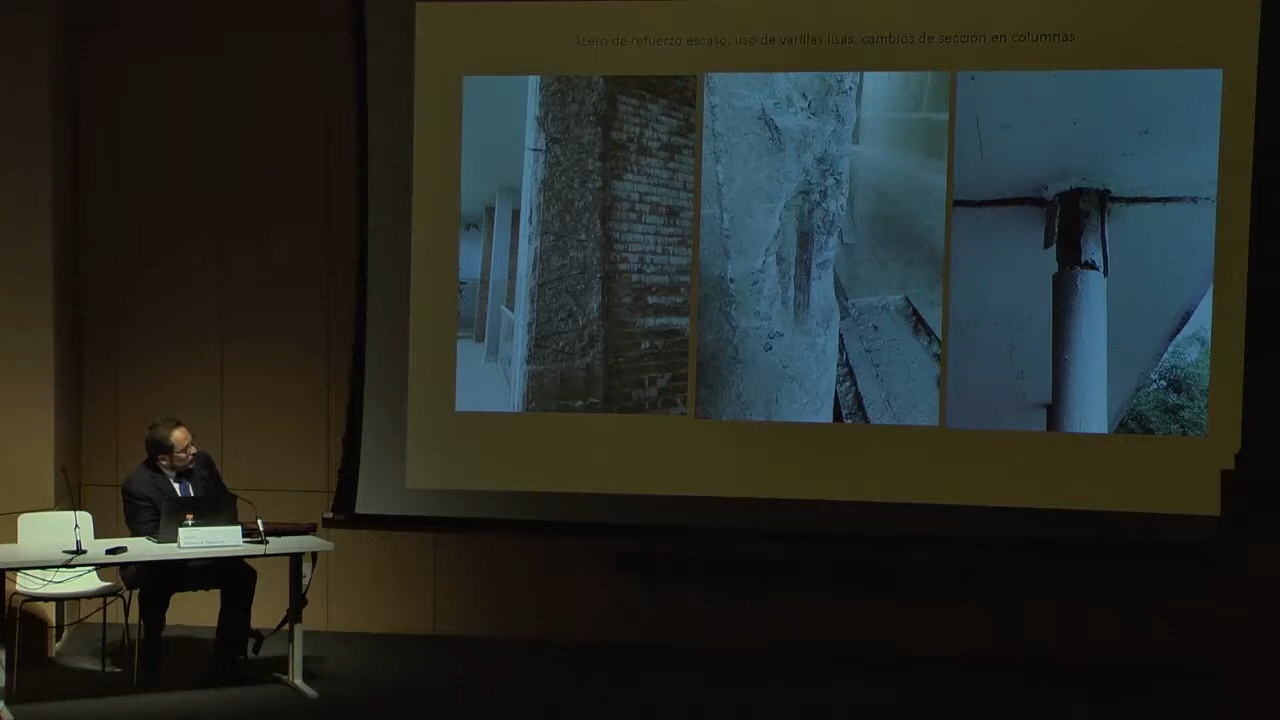 Acero de refuerzo escaso, uso de varillas lisas, cambios de sección en columnas